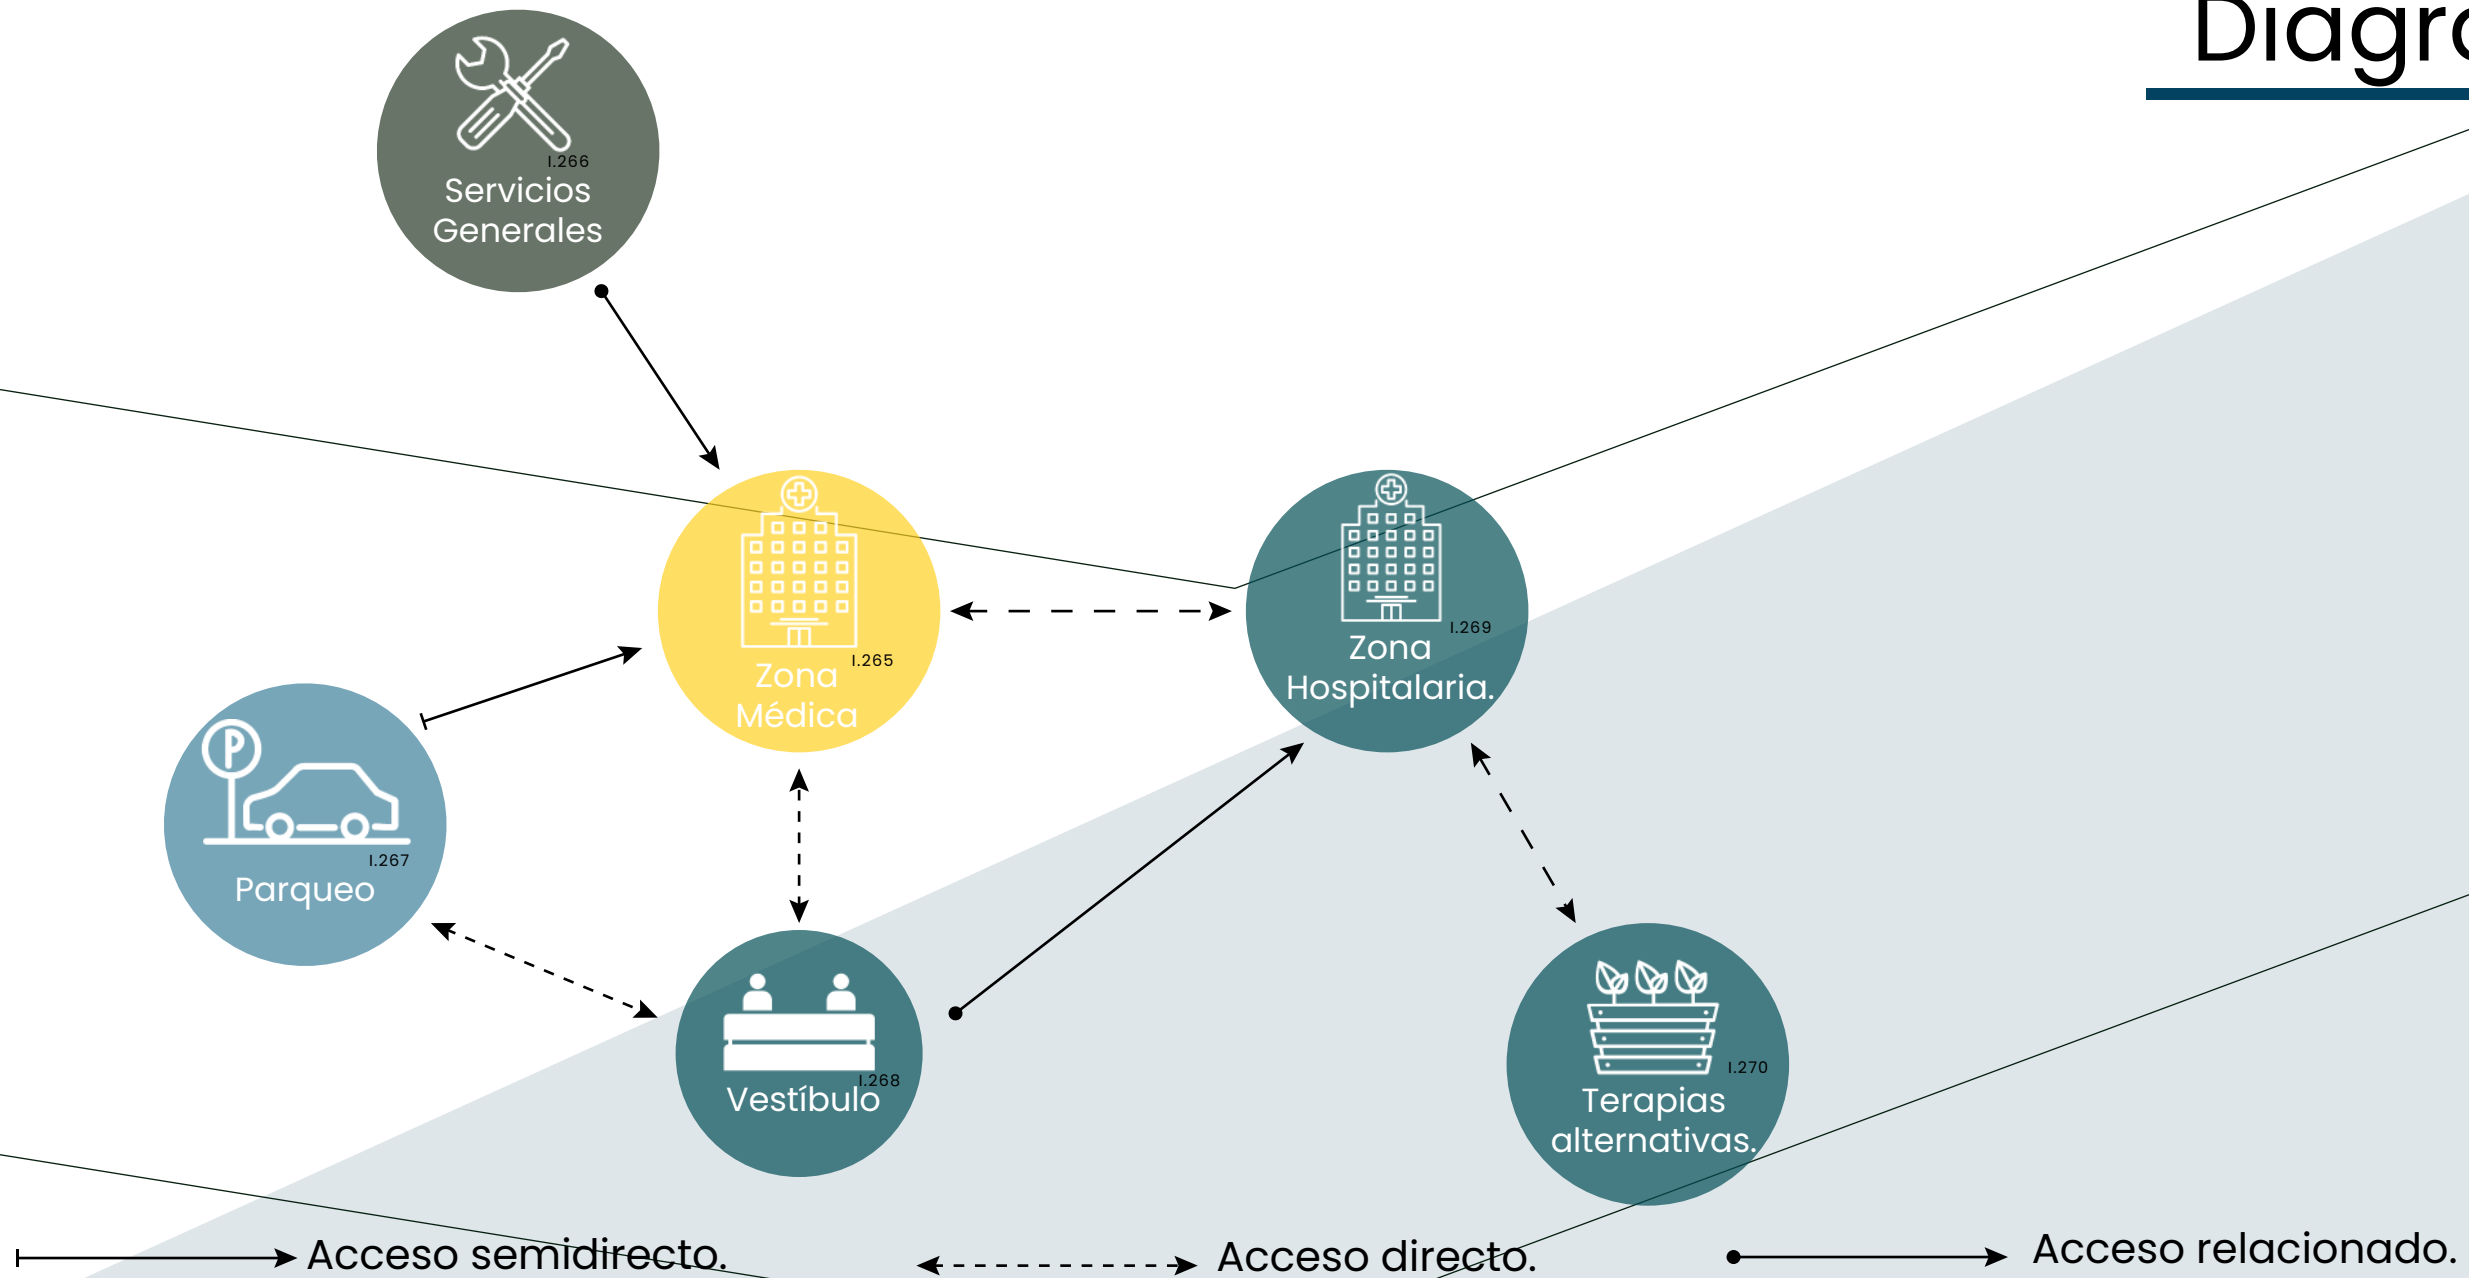 Diagra
I.266
Servicios
Generales
I.265
Zona
Médica
I.269
Zona
Hospitalaria.
P
I.267
Parqueo
I.268
Vestíbulo
I.270
Terapias
alternativas.
Acceso semidirecto.
Acceso directo.
Acceso relacionado.